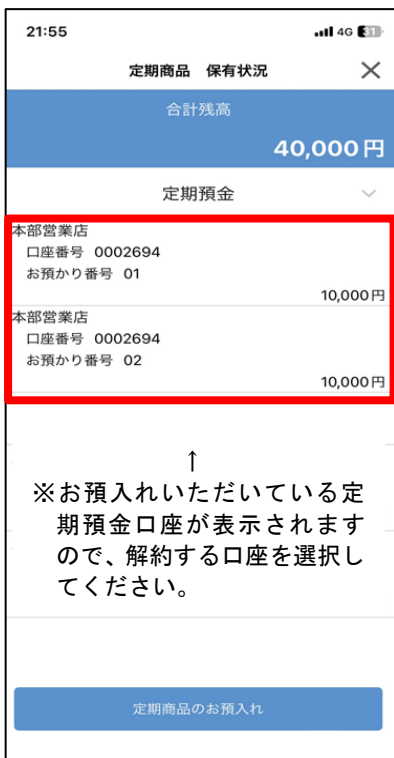 21:55 4G 31
定期商品 保有状況
合計残高
40,000円
定期預金
本部営業店
口座番号 0002694
お預かり番号 01
10,000円
本部営業店
口座番号 0002694
お預かり番号 02
10,000円
↑
※お預入れいただいている定
期預金口座が表示されます
ので、解約する口座を選択し
てください。
定期商品のお預入れ